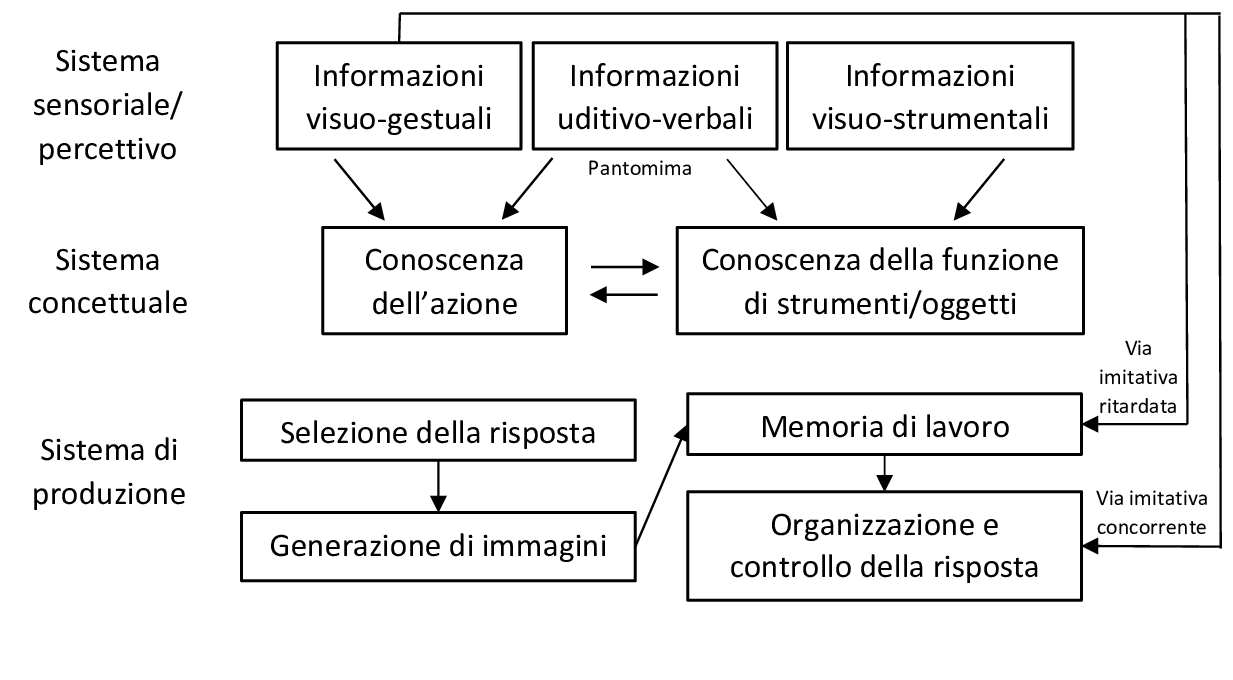 Sistema
sensoriale/
percettivo
Informazioni
visuo-gestuali
Informazioni
uditivo-verbali
Informazioni
visuo-strumentali
Pantomima
Sistema
concettuale
Conoscenza
dell’azione
Conoscenza della funzione
di strumenti/oggetti
Via
imitativa
ritardata
Sistema di
produzione
Selezione della risposta
Memoria di lavoro
Generazione di immagini
Organizzazione e
controllo della risposta
Via imitativa
concorrente